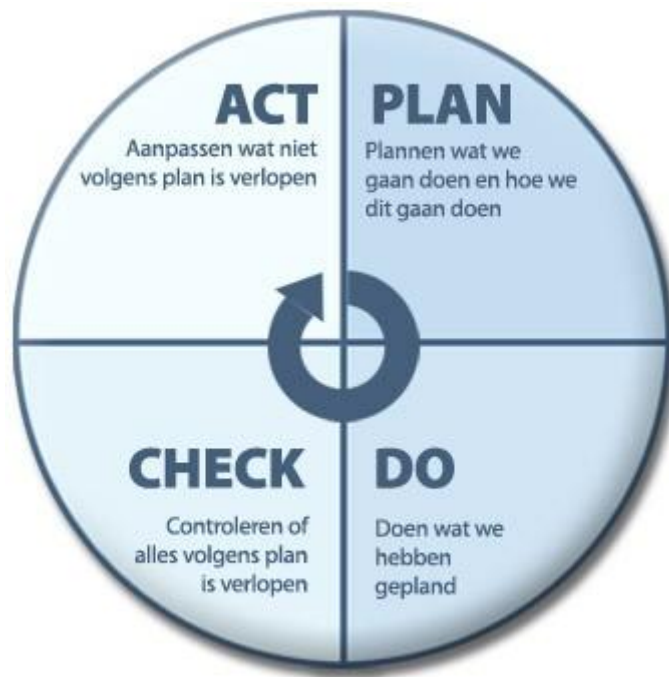 ACT
Aanpassen wat niet
volgens plan is verlopen
PLAN
Plannen wat we
gaan doen en hoe we
dit gaan doen
CHECK
Controleren of
alles volgens plan
is verlopen
DO
Doen wat we
hebben
gepland